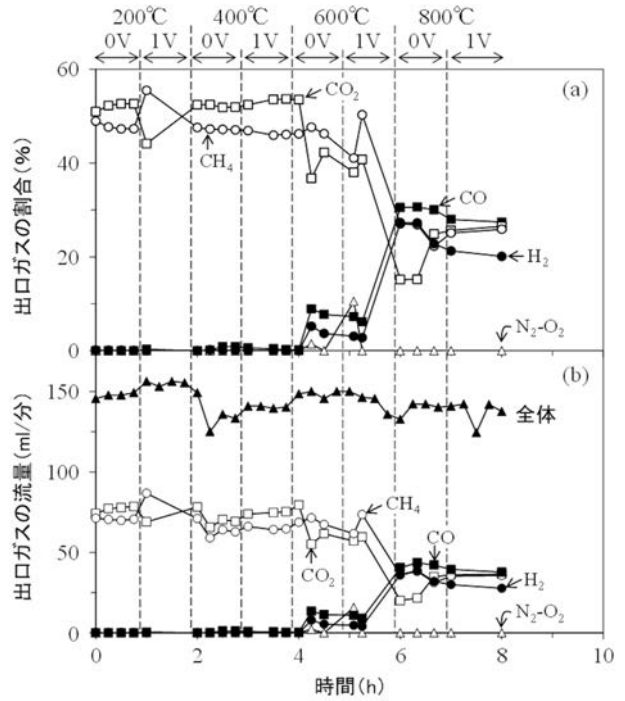 200℃ 400℃ 600℃ 800℃
0V 1V 0V 1V 0V 1V 0V 1V
60
40
20
0
出口ガスの割合(%)
(a)
CO₂
CH₄
CO
H₂
N₂-O₂
150
100
50
0
出口ガスの流量(ml/分)
(b)
全体
CH₄
CO
CO₂
H₂
N₂-O₂
0 2 4 6 8 10
時間(h)